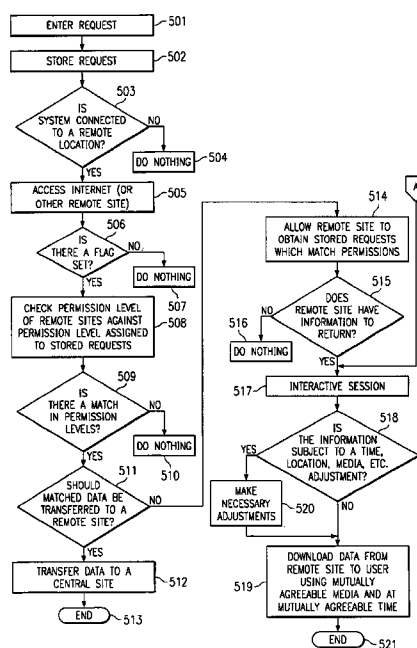 ENTER REQUEST
501
STORE REQUEST
502
503
IS
SYSTEM CONNECTED
TO A REMOTE
LOCATION?
NO
DO NOTHING
504
YES
ACCESS INTERNET (OR
OTHER REMOTE SITE)
505
506
IS
THERE A FLAG
SET?
NO
DO NOTHING
507
YES
CHECK PERMISSION LEVEL
OF REMOTE SITES AGAINST
PERMISSION LEVEL ASSIGNED
TO STORED REQUESTS
508
509
IS
THERE A MATCH
IN PERMISSION
LEVELS?
NO
DO NOTHING
510
YES
511
SHOULD
MATCHED DATA BE
TRANSFERRED TO A
REMOTE SITE?
NO
YES
TRANSFER DATA TO A
CENTRAL SITE
512
END
513
A
514
ALLOW REMOTE SITE TO
OBTAIN STORED REQUESTS
WHICH MATCH PERMISSIONS
515
DOES
REMOTE SITE HAVE
INFORMATION TO
RETURN?
NO
516
DO NOTHING
YES
517
INTERACTIVE SESSION
518
IS
THE INFORMATION
SUBJECT TO A TIME,
LOCATION, MEDIA, ETC.
ADJUSTMENT?
YES
MAKE
NECESSARY
ADJUSTMENTS
520
NO
519
DOWNLOAD DATA FROM
REMOTE SITE TO USER
USING MUTUALLY
AGREEABLE MEDIA AND AT
MUTUALLY AGREEABLE TIME
END
521